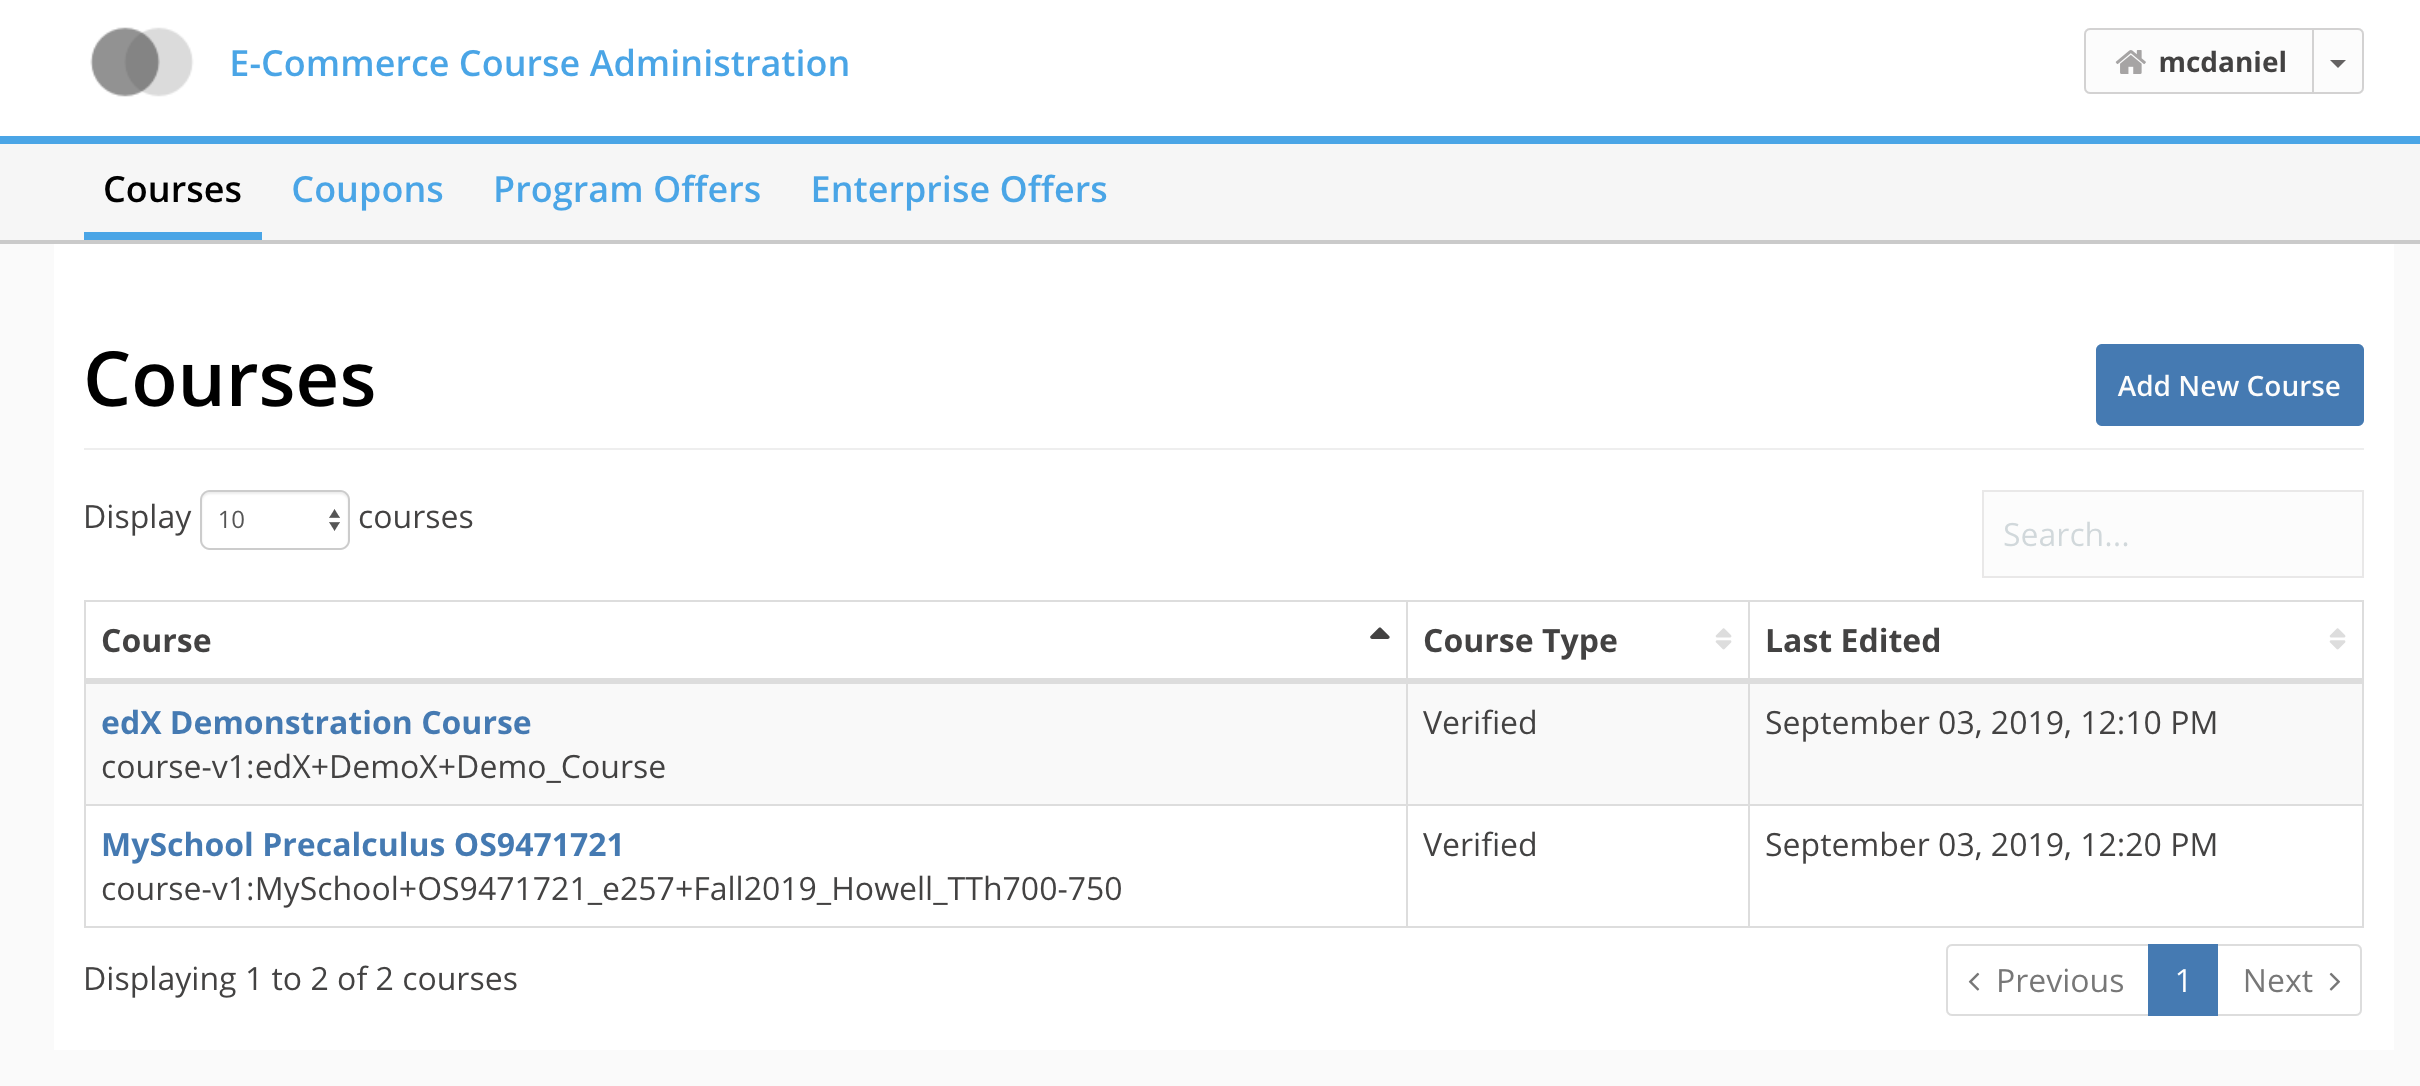 E-Commerce Course Administration
mcdaniel
Courses Coupons Program Offers Enterprise Offers
Courses
Add New Course
Display 10 courses
Search...
Course Course Type Last Edited
edX Demonstration Course Verified September 03, 2019, 12:10 PM
course-v1:edX+DemoX+Demo_Course
MySchool Precalculus OS9471721 Verified September 03, 2019, 12:20 PM
course-v1:MySchool+OS9471721_e257+Fall2019_Howell_TTh700-750
Displaying 1 to 2 of 2 courses
Previous 1 Next